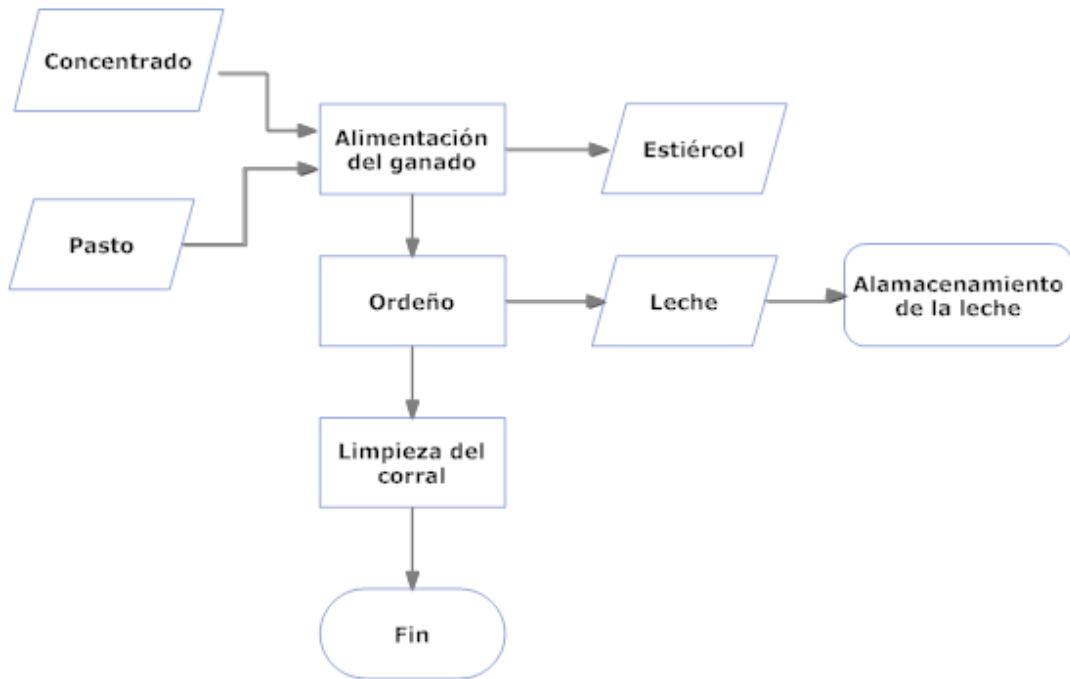 Concentrado
Alimentación
del ganado
Estiércol
Pasto
Ordeño
Leche
Alamacenamiento
de la leche
Limpieza del
corral
Fin